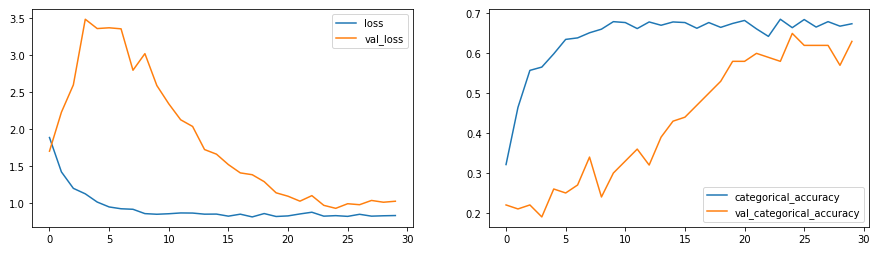 3.5
3.0
2.5
2.0
1.5
1.0
0 5 10 15 20 25 30
loss
val_loss
0.7
0.6
0.5
0.4
0.3
0.2
0 5 10 15 20 25 30
categorical_accuracy
val_categorical_accuracy